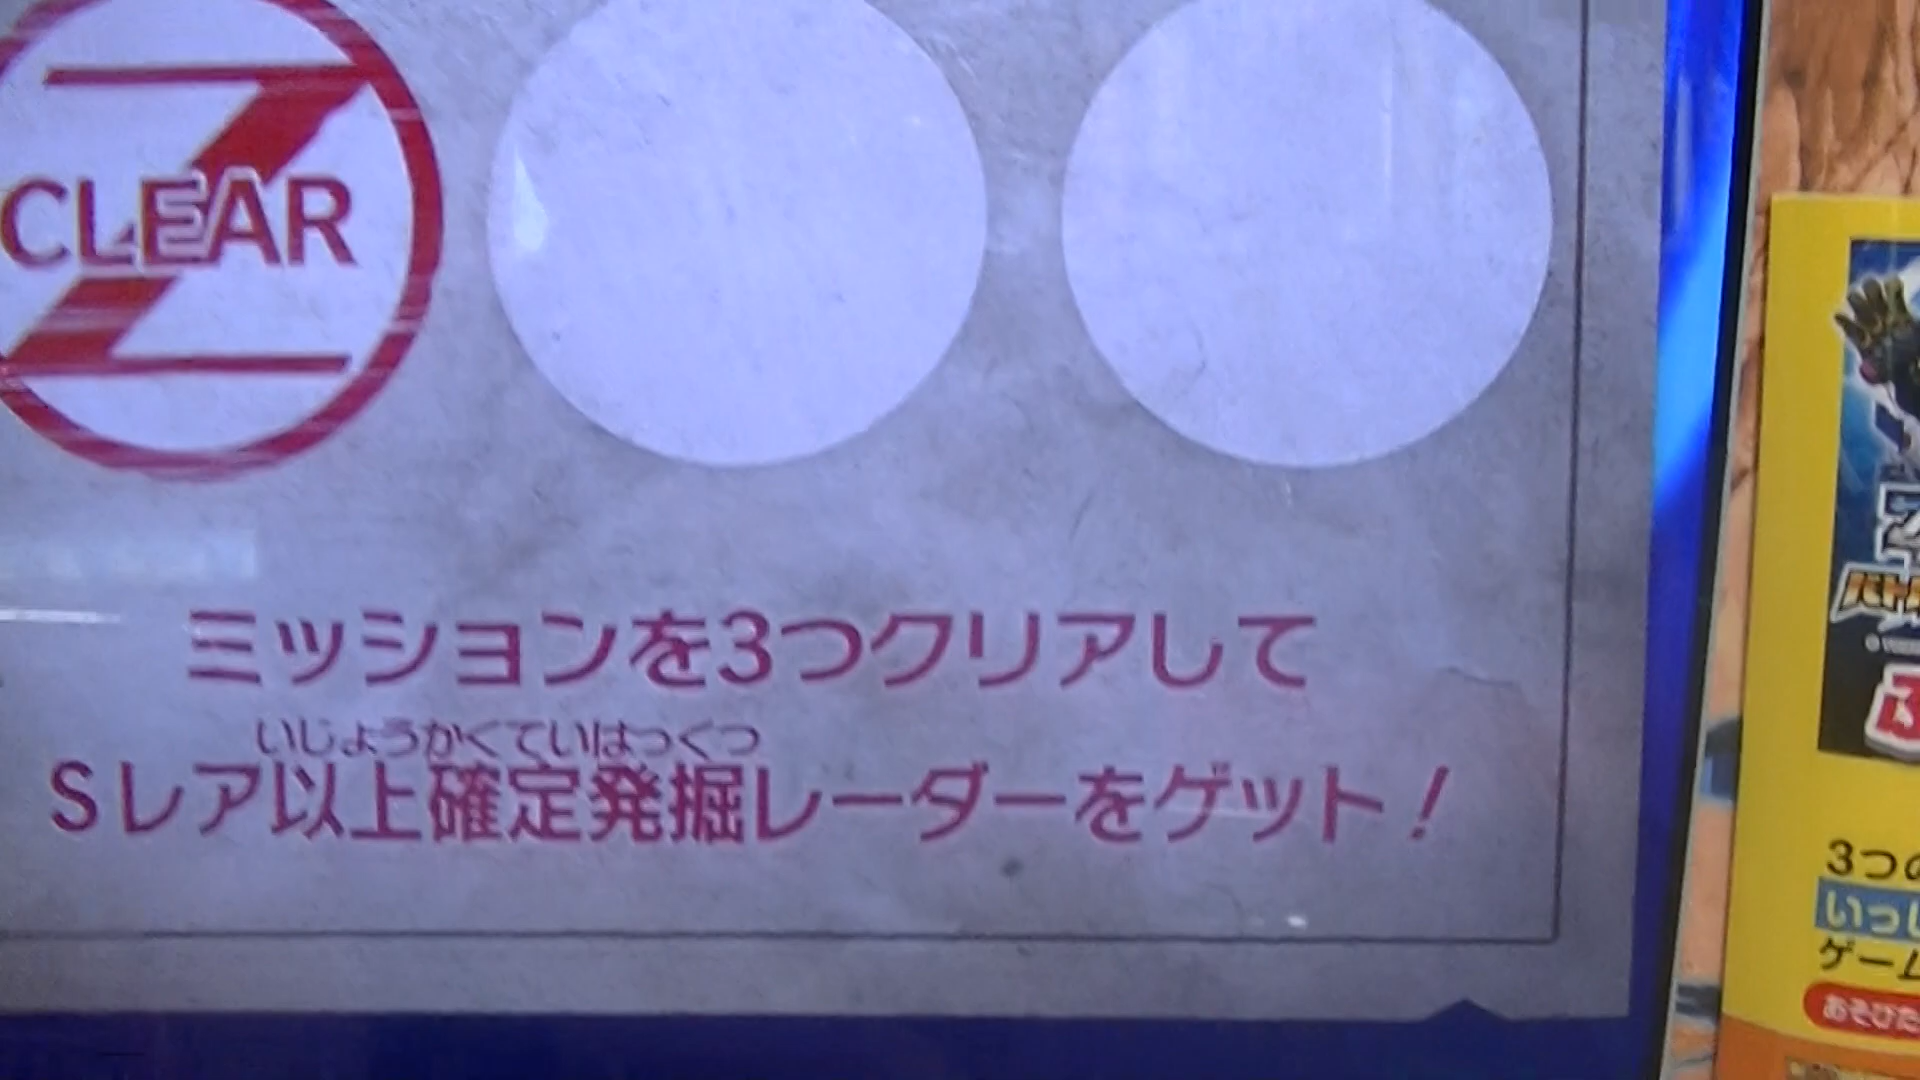 CLEAR
ミッションを3つクリアして
いじょうかくていはっくつ
Sレア以上確定発掘レーダーをゲット!
3つの
いっし
ゲーム
あそびた